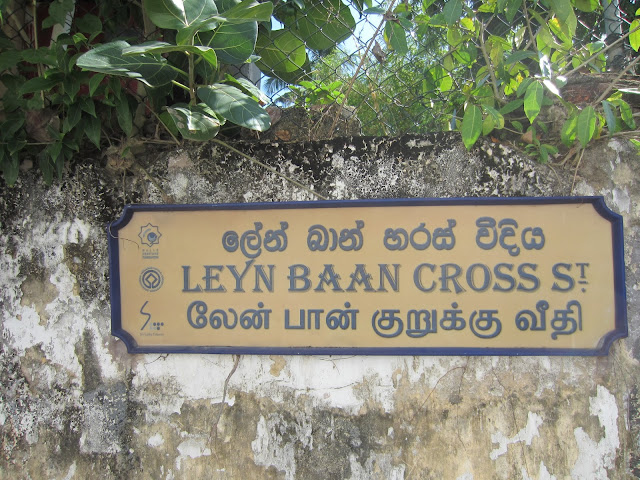 ලේන් බාන් හරස් වීදිය
LEYN BAAN CROSS ST.
லேன் பான் குறுக்கு வீதி